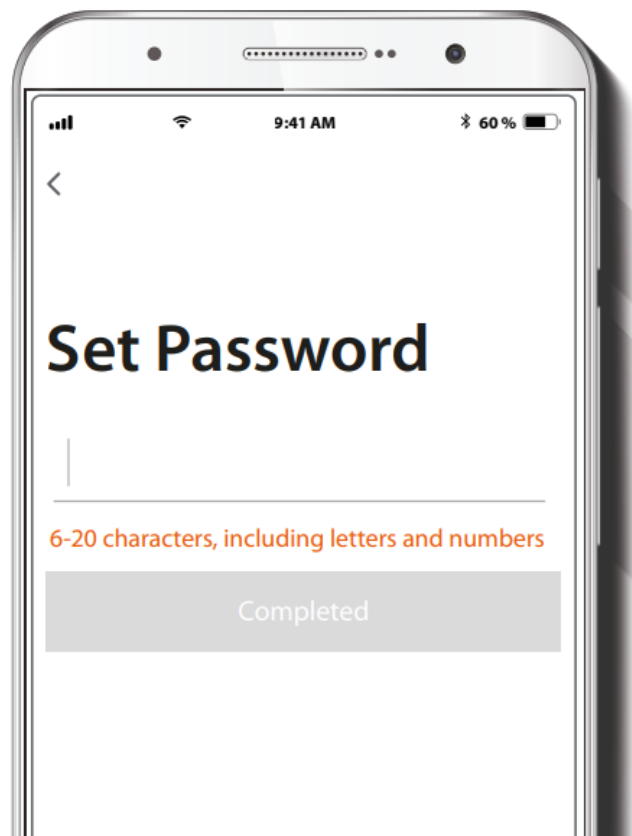 9:41 AM 60 %
Set Password
6-20 characters, including letters and numbers
Completed